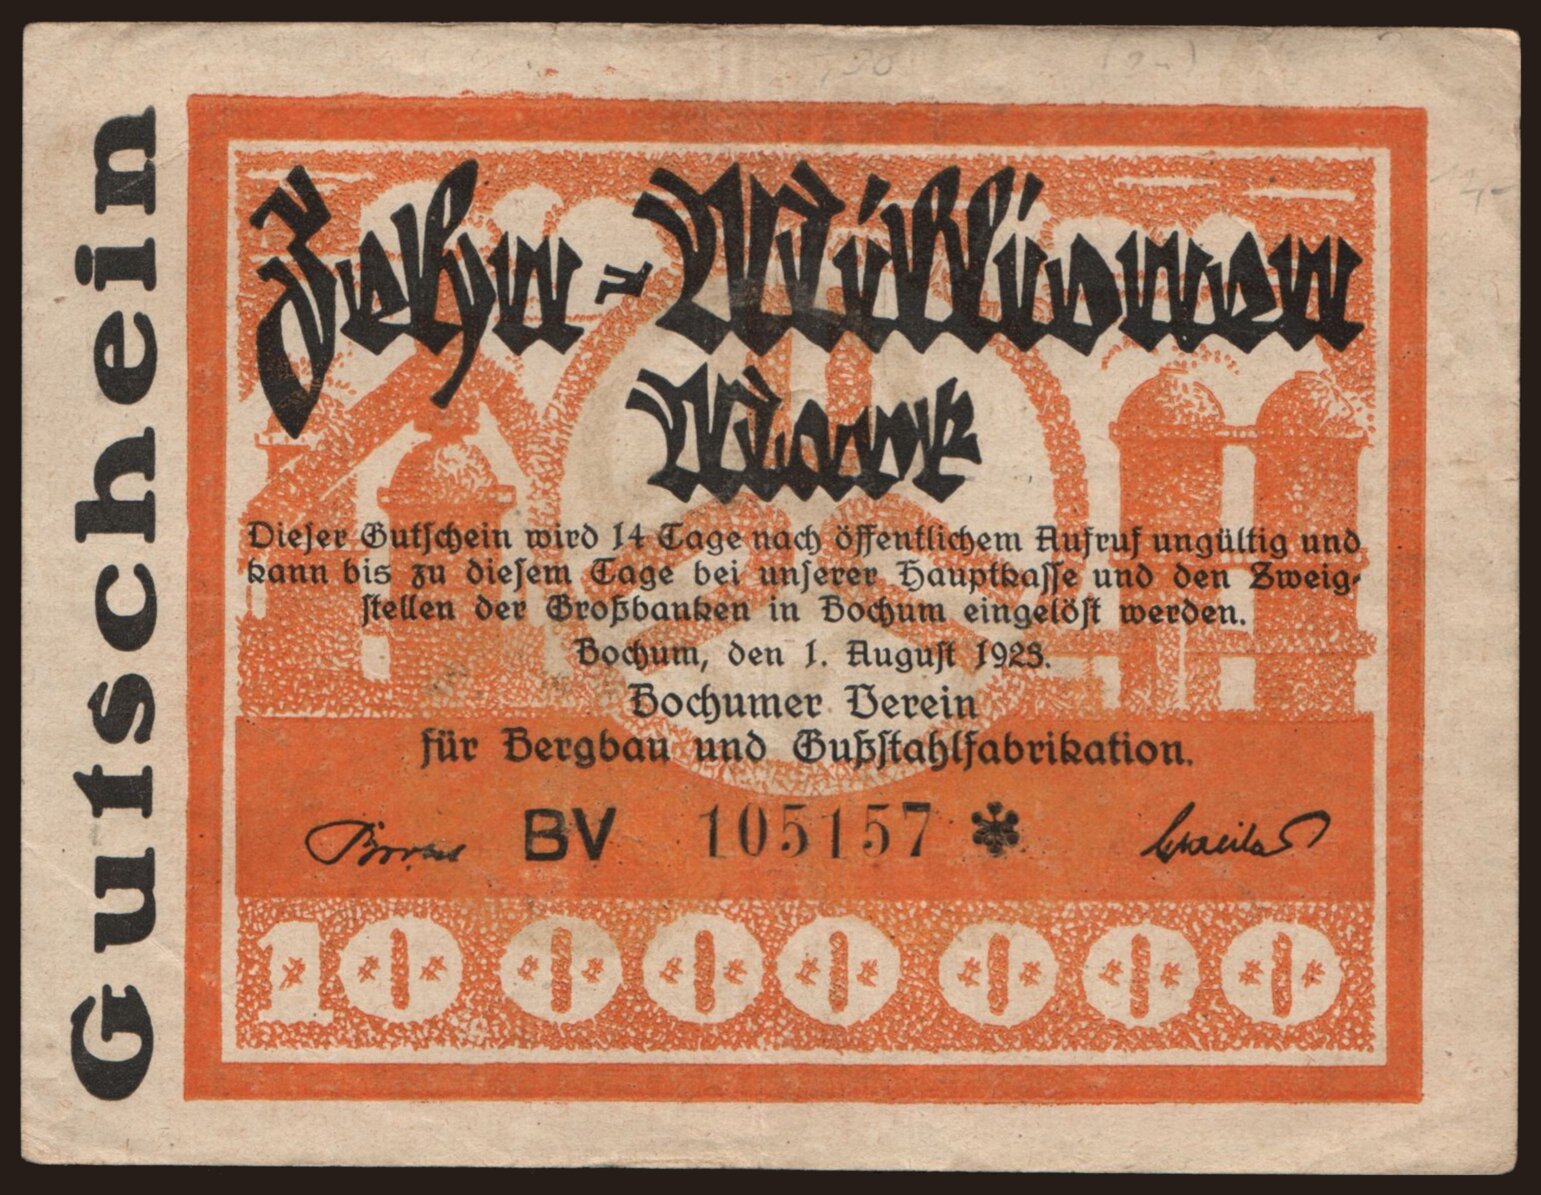 Gutschein
Zehn-Millionen
Mark
Dieser Gutschein wird 14 Tage nach öffentlichem Aufruf ungültig und
kann bis zu diesem Tage bei unserer Hauptkasse und den Zweig-
stellen der Großbanken in Bochum eingelöst werden.
Bochum, den 1. August 1923.
Bochumer Verein
für Bergbau und Gußstahlfabrikation.
BV 105157 *
10000000